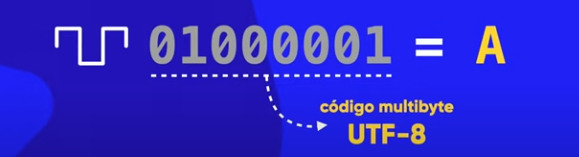 01000001 = A
código multibyte
UTF-8